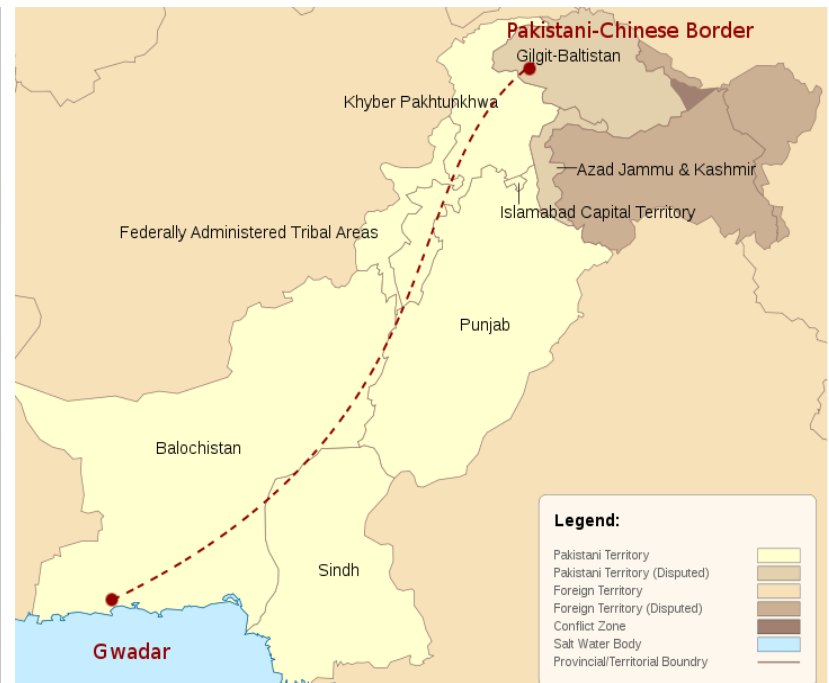 Pakistani-Chinese Border
Gilgit-Baltistan
Khyber Pakhtunkhwa
Azad Jammu & Kashmir
Islamabad Capital Territory
Federally Administered Tribal Areas
Punjab
Balochistan
Sindh
Gwadar
Legend:
Pakistani Territory
Pakistani Territory (Disputed)
Foreign Territory
Foreign Territory (Disputed)
Conflict Zone
Salt Water Body
Provincial/Territorial Boundry